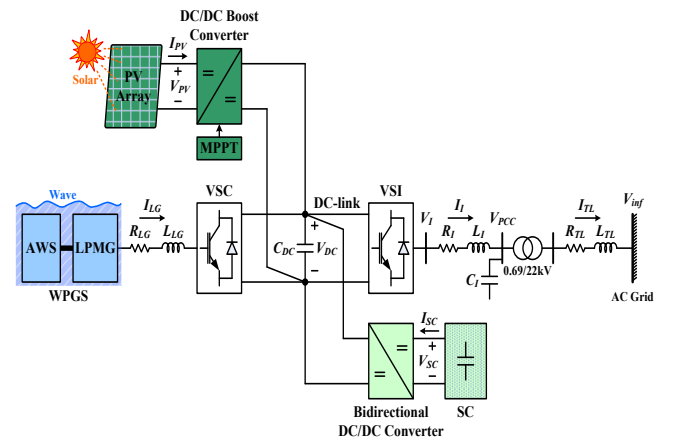 DC/DC Boost
Converter
I_PV
Solar
PV
Array
+
V_PV
−
=
=
MPPT
Wave
AWS
LPMG
WPGS
I_LG
R_LG
L_LG
VSC
DC-link
+
C_DC
V_DC
−
VSI
V_I
I_I
R_I
L_I
C_I
V_PCC
0.69/22kV
I_TL
R_TL
L_TL
V_inf
AC Grid
=
=
I_SC
+
V_SC
−
Bidirectional
DC/DC Converter
SC